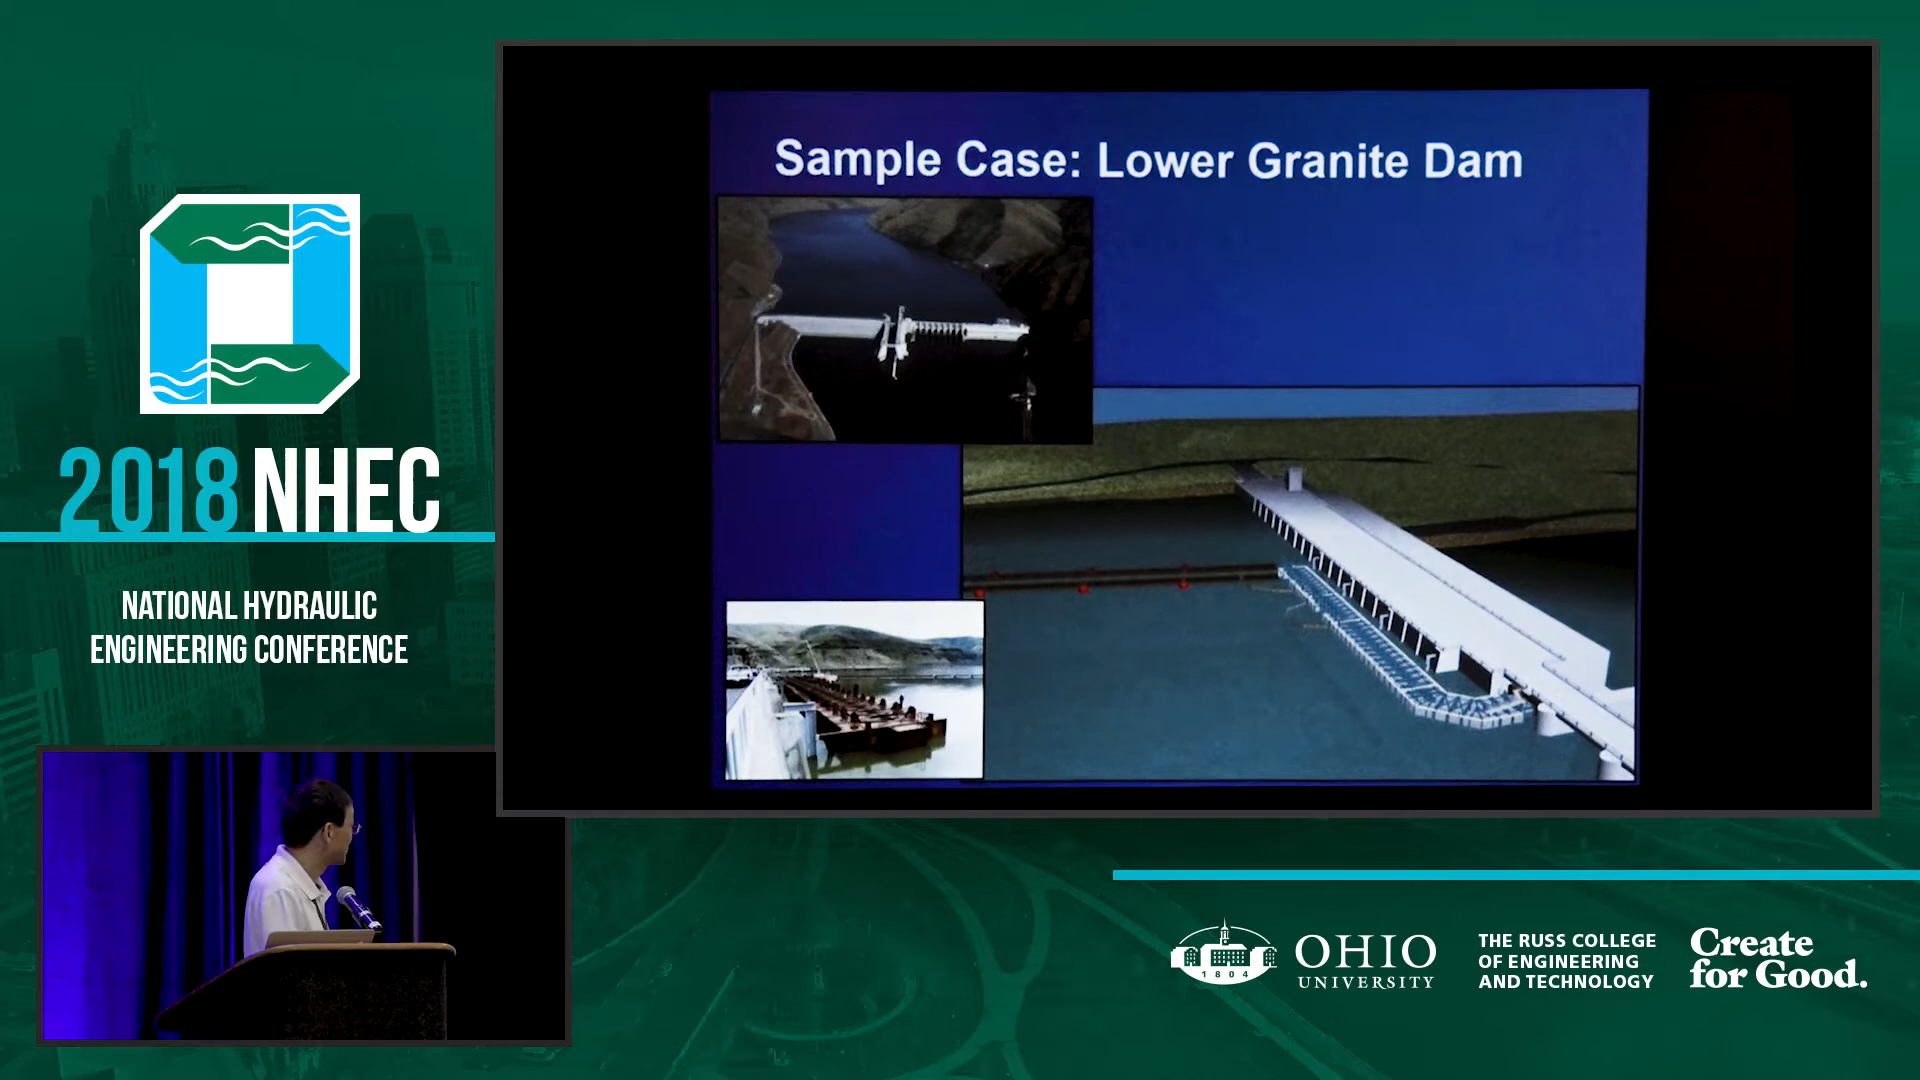 Sample Case: Lower Granite Dam
2018 NHEC
NATIONAL HYDRAULIC
ENGINEERING CONFERENCE
1804
OHIO
UNIVERSITY
THE RUSS COLLEGE
OF ENGINEERING
AND TECHNOLOGY
Create
for Good.